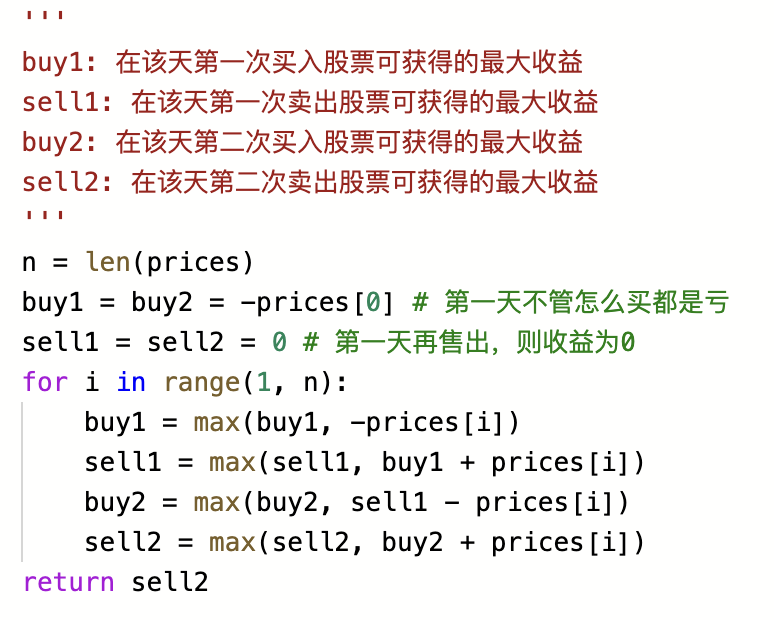 '''
buy1: 在该天第一次买入股票可获得的最大收益
sell1: 在该天第一次卖出股票可获得的最大收益
buy2: 在该天第二次买入股票可获得的最大收益
sell2: 在该天第二次卖出股票可获得的最大收益
'''
n = len(prices)
buy1 = buy2 = -prices[0] # 第一天不管怎么买都是亏
sell1 = sell2 = 0 # 第一天再售出，则收益为0
for i in range(1, n):
    buy1 = max(buy1, -prices[i])
    sell1 = max(sell1, buy1 + prices[i])
    buy2 = max(buy2, sell1 - prices[i])
    sell2 = max(sell2, buy2 + prices[i])
return sell2